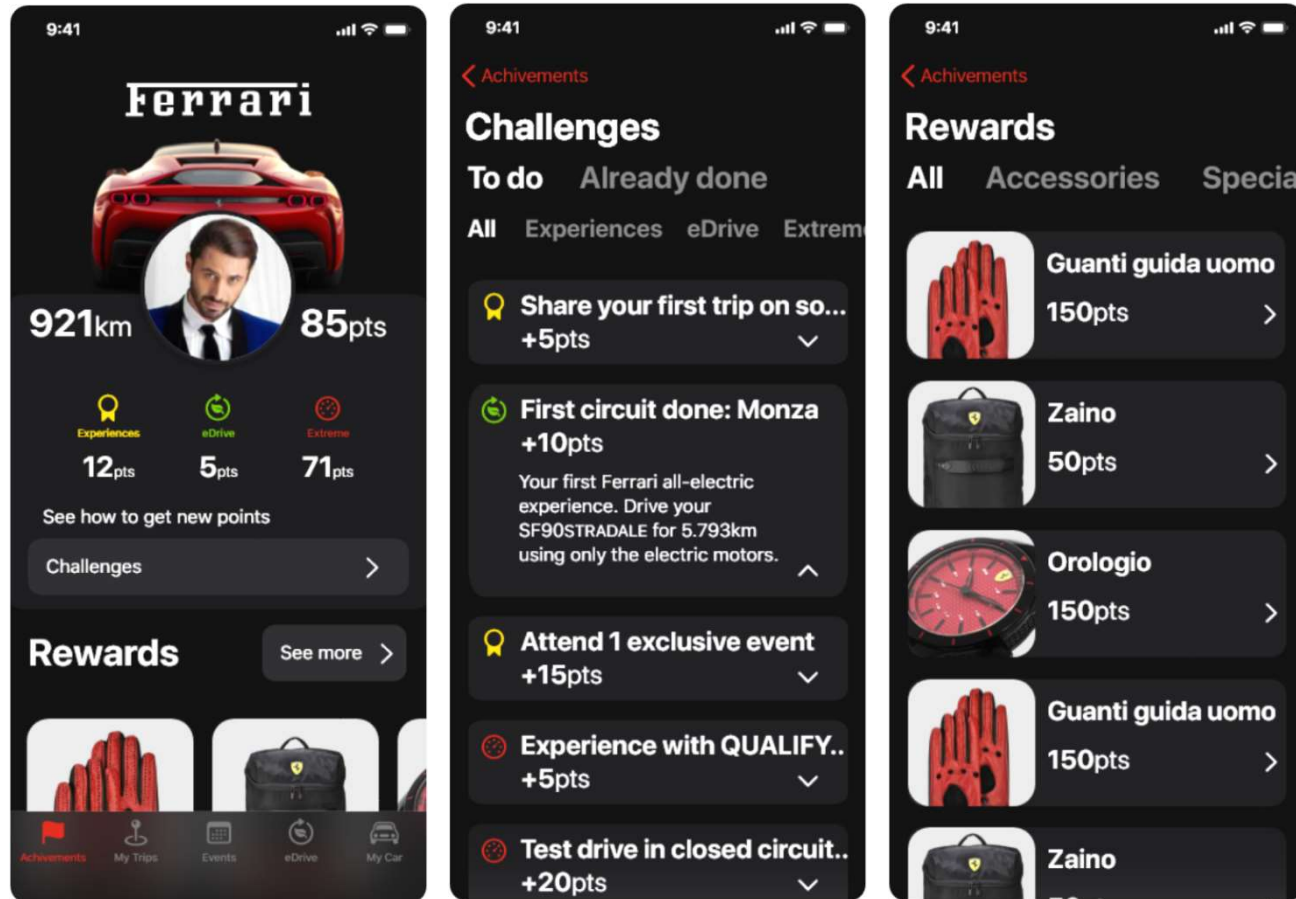 9:41
Ferrari
921km
85pts
Experiences
eDrive
Extreme
12pts
5pts
71pts
See how to get new points
Challenges
Rewards
See more
Achivements
My Trips
Events
eDrive
My Car
9:41
Achivements
Challenges
To do
Already done
All
Experiences
eDrive
Extrem
Share your first trip on so...
+5pts
First circuit done: Monza
+10pts
Your first Ferrari all-electric
experience. Drive your
SF90STRADALE for 5.793km
using only the electric motors.
Attend 1 exclusive event
+15pts
Experience with QUALIFY..
+5pts
Test drive in closed circuit..
+20pts
9:41
Achivements
Rewards
All
Accessories
Specia
Guanti guida uomo
150pts
Zaino
50pts
Orologio
150pts
Guanti guida uomo
150pts
Zaino